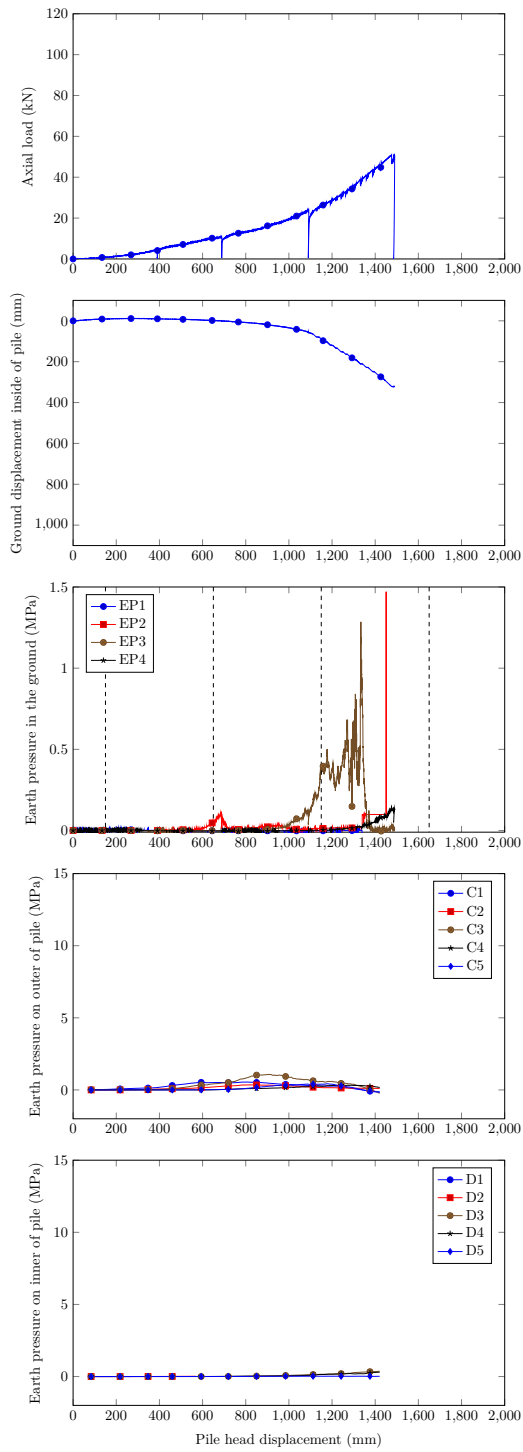 120
100
80
60
40
20
0
Axial load (kN)
0 200 400 600 800 1,000 1,200 1,400 1,600 1,800 2,000
0
200
400
600
800
1,000
Ground displacement inside of pile (mm)
0 200 400 600 800 1,000 1,200 1,400 1,600 1,800 2,000
1.5
1
0.5
0
Earth pressure in the ground (MPa)
EP1
EP2
EP3
EP4
0 200 400 600 800 1,000 1,200 1,400 1,600 1,800 2,000
15
10
5
0
Earth pressure on outer of pile (MPa)
C1
C2
C3
C4
C5
0 200 400 600 800 1,000 1,200 1,400 1,600 1,800 2,000
15
10
5
0
Earth pressure on inner of pile (MPa)
D1
D2
D3
D4
D5
0 200 400 600 800 1,000 1,200 1,400 1,600 1,800 2,000
Pile head displacement (mm)